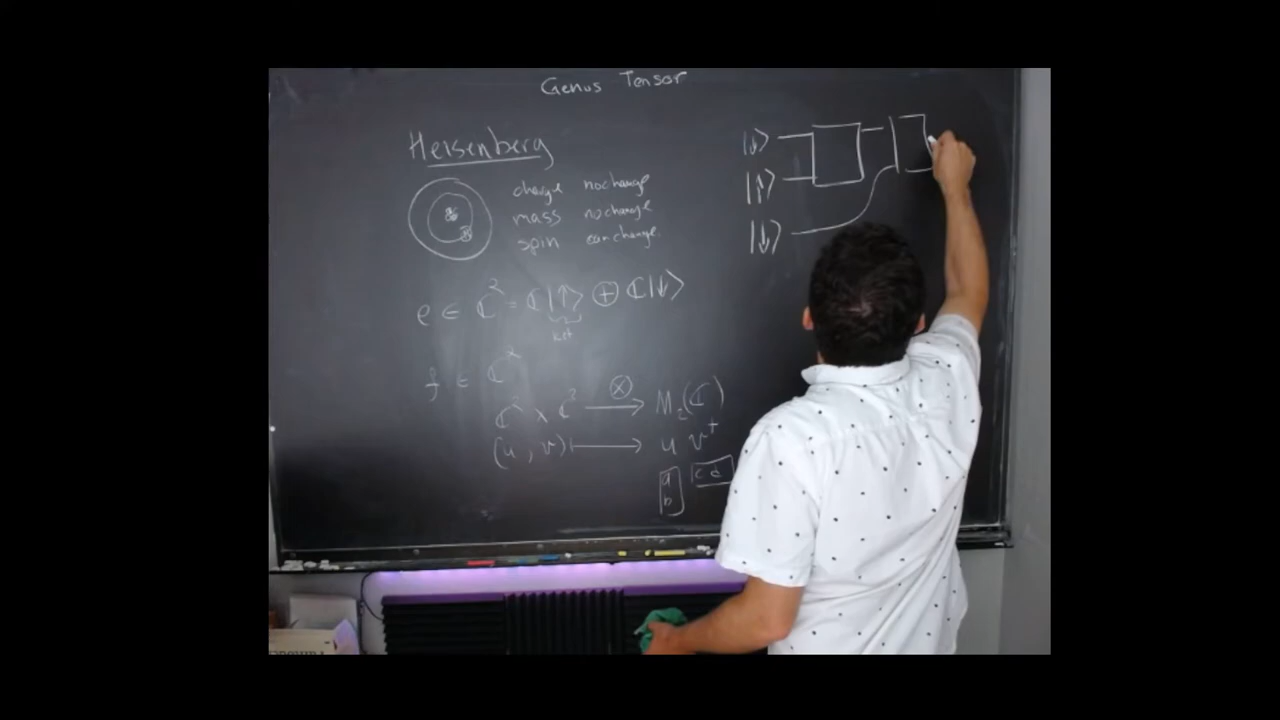 Genus Tensor
Heisenberg
charge no change
mass no change
spin can change.
e ∈ ℂ² = ℂ|↑⟩ ⊕ ℂ|↓⟩
ket
∈ ℂ²
ℂ² × ℂ² ⟶ M₂(ℂ)
⊗
(u, v) ⟼ u v†
a
b
c d
|↓⟩
|↑⟩
|↓⟩